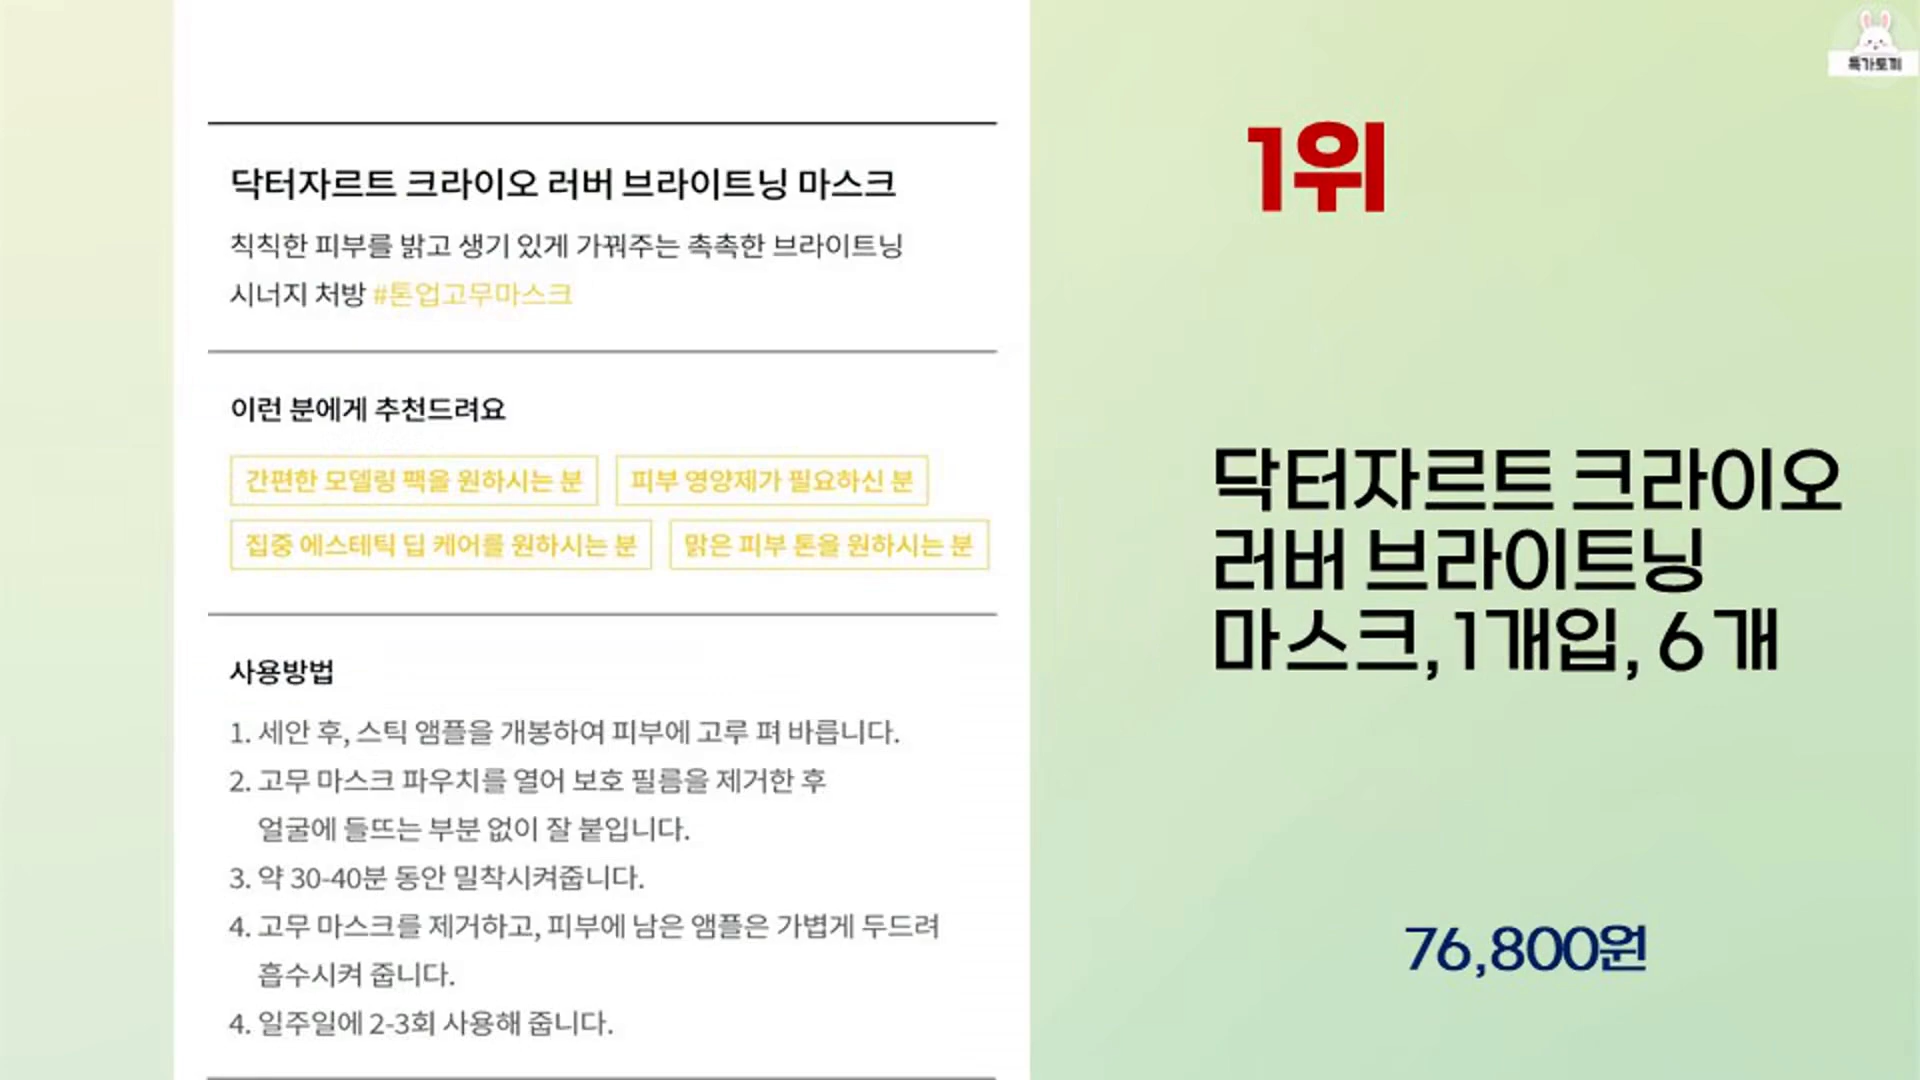 닥터자르트 크라이오 러버 브라이트닝 마스크
칙칙한 피부를 밝고 생기 있게 가꿔주는 촉촉한 브라이트닝
시너지 처방 #톤업고무마스크
이런 분에게 추천드려요
간편한 모델링 팩을 원하시는 분
피부 영양제가 필요하신 분
집중 에스테틱 딥 케어를 원하시는 분
맑은 피부 톤을 원하시는 분
사용방법
1. 세안 후, 스틱 앰플을 개봉하여 피부에 고루 펴 바릅니다.
2. 고무 마스크 파우치를 열어 보호 필름을 제거한 후
얼굴에 들뜨는 부분 없이 잘 붙입니다.
3. 약 30-40분 동안 밀착시켜줍니다.
4. 고무 마스크를 제거하고, 피부에 남은 앰플은 가볍게 두드려
흡수시켜 줍니다.
4. 일주일에 2-3회 사용해 줍니다.
특가토끼
1위
닥터자르트 크라이오
러버 브라이트닝
마스크, 1개입, 6개
76,800원